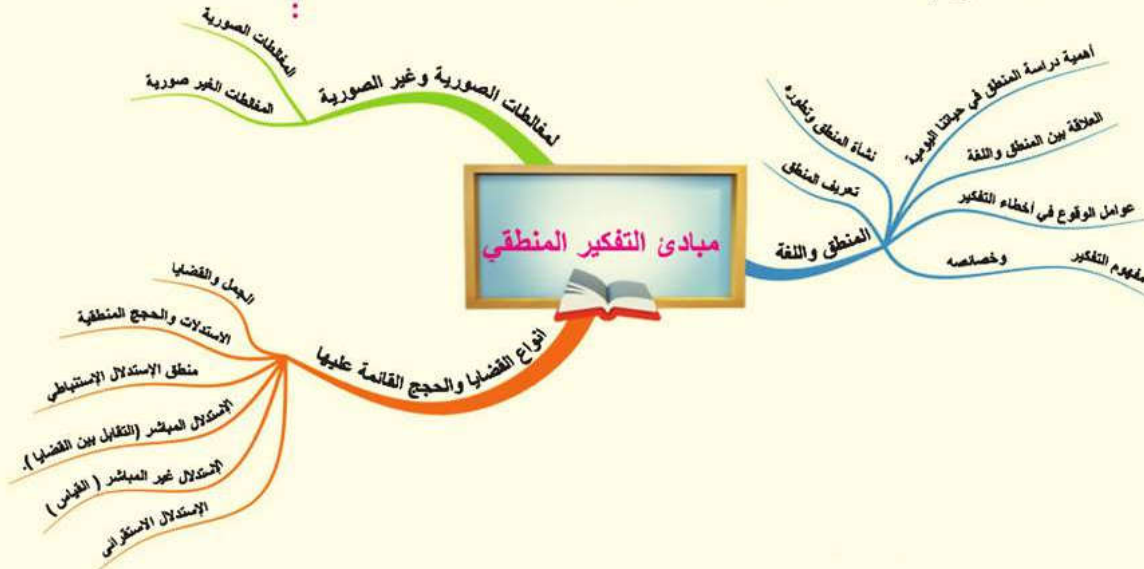 مبادئ التفكير المنطقي
المنطق واللغة
تعريف المنطق
نشأة المنطق وتطوره
أهمية دراسة المنطق في حياتنا اليومية
العلاقة بين المنطق واللغة
عوامل الوقوع في أخطاء التفكير
مفهوم التفكير وخصائصه
انواع القضايا والحجج القائمة عليها
الجمل والقضايا
الاستدلات والحجج المنطقية
منطق الإستدلال الإستنباطي
الإستدلال المباشر (التقابل بين القضايا ).
الإستدلال غير المباشر ( القياس )
الإستدلال الاستقرائي
لمغالطات الصورية وغير الصورية
المغالطات الصورية
المغالطات الغير صورية